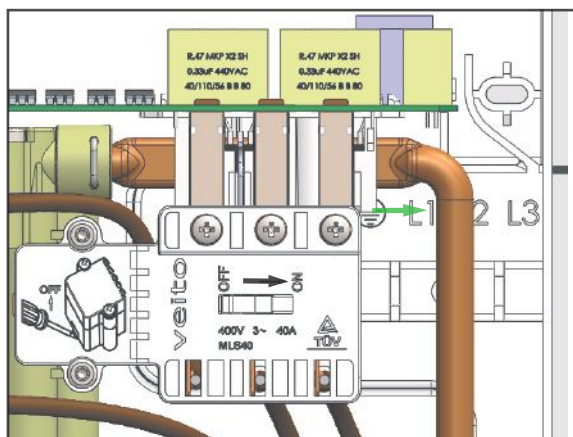 R.47 MKP X2 SH
0.33uF 440VAC
40/110/56 B B 80
R.47 MKP X2 SH
0.33uF 440VAC
40/110/56 B B 80
L1 2 L3
OFF
veito
OFF
ON
400V 3~ 40A
MLS40
TÜV